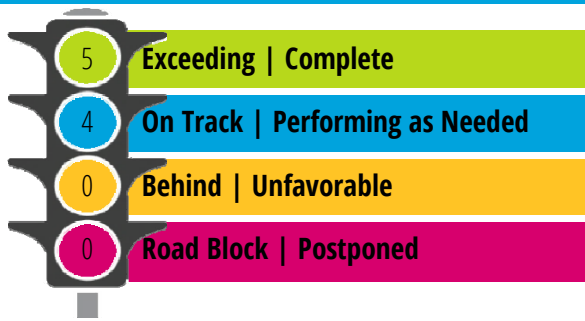 5 Exceeding | Complete
4 On Track | Performing as Needed
0 Behind | Unfavorable
0 Road Block | Postponed